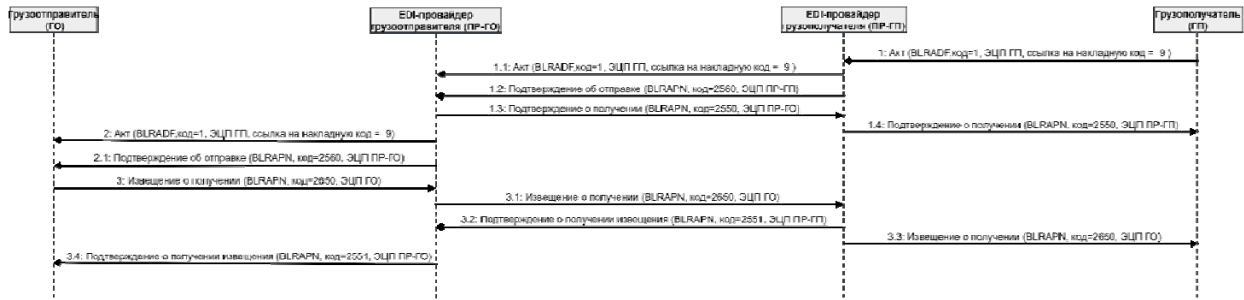 Грузоотправитель
(ГО)
EDI-провайдер
грузоотправителя (ПР-ГО)
EDI-провайдер
грузополучателя (ПР-ГП)
Грузополучатель
(ГП)
1: Акт (BLRADF,код=1, ЭЦП ГП, ссылка на накладную код = 9 )
1.1: Акт (BLRADF,код=1, ЭЦП ГП, ссылка на накладную код = 9 )
1.2: Подтверждение об отправке (BLRAPN, код=2560, ЭЦП ПР-ГП)
1.3: Подтверждение о получении (BLRAPN, код=2550, ЭЦП ПР-ГО)
1.4: Подтверждение о получении (BLRAPN, код=2550, ЭЦП ПР-ГП)
2: Акт (BLRADF,код=1, ЭЦП ГП, ссылка на накладную код = 9)
2.1: Подтверждение об отправке (BLRAPN, код=2560, ЭЦП ПР-ГО)
3: Извещение о получении (BLRAPN, код=2650, ЭЦП ГО)
3.1: Извещение о получении (BLRAPN, код=2650, ЭЦП ГО)
3.2: Подтверждение о получении извещения (BLRAPN, код=2551, ЭЦП ПР-ГП)
3.3: Извещение о получении (BLRAPN, код=2650, ЭЦП ГО)
3.4: Подтверждение о получении извещения (BLRAPN, код=2551, ЭЦП ПР-ГО)